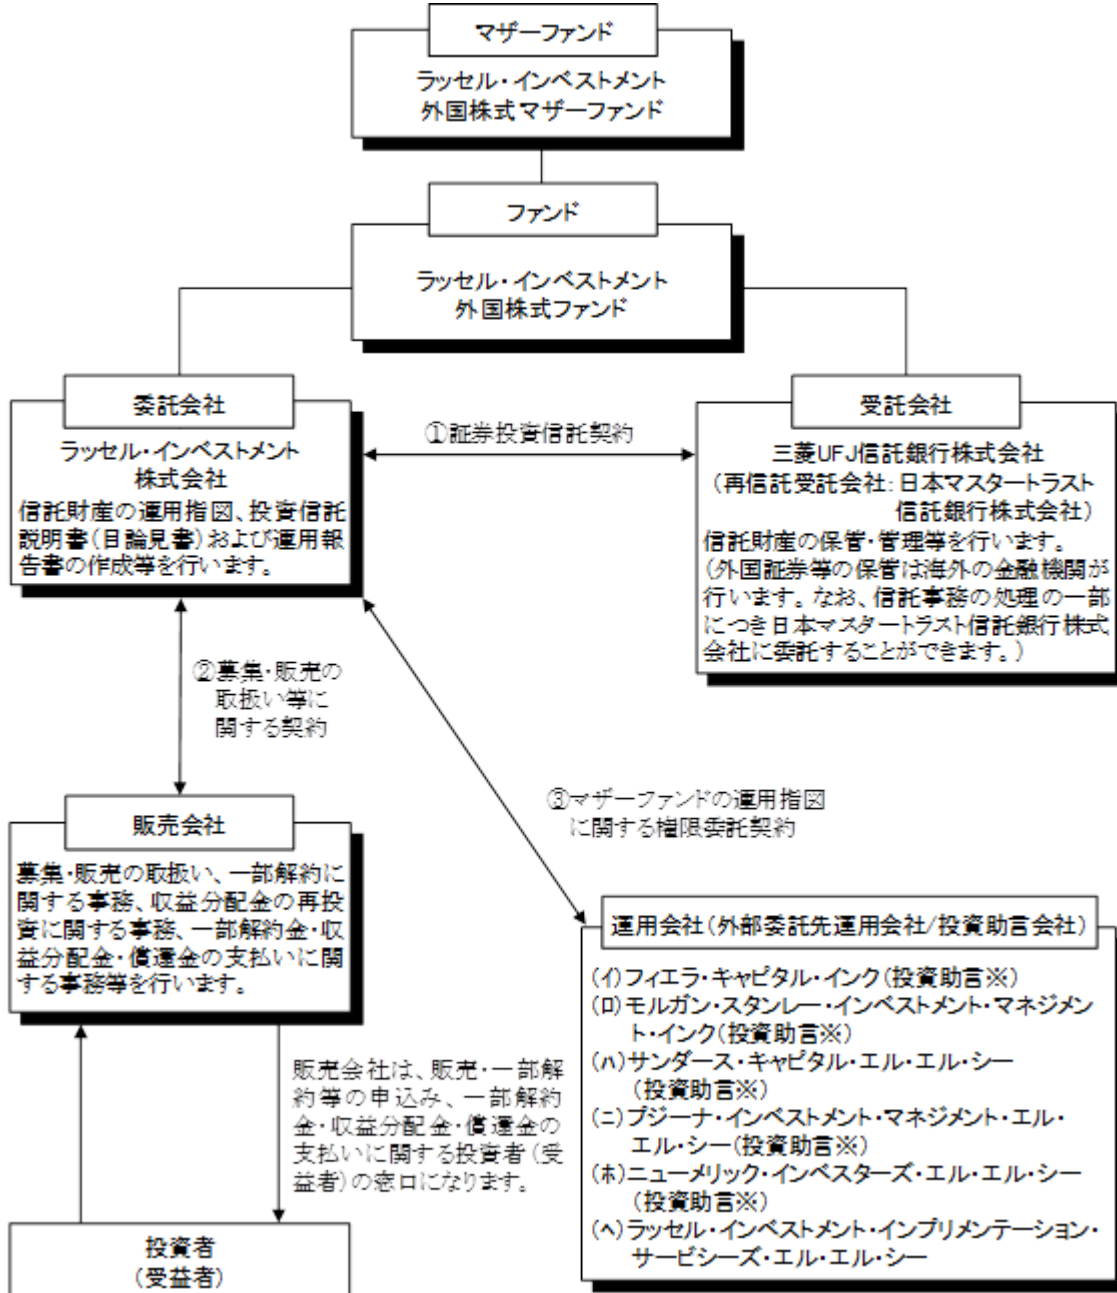 マザーファンド
ラッセル・インベストメント
外国株式マザーファンド
ファンド
ラッセル・インベストメント
外国株式ファンド
委託会社
ラッセル・インベストメント
株式会社
信託財産の運用指図、投資信託
説明書(目論見書)および運用報
告書の作成等を行います。
①証券投資信託契約
受託会社
三菱UFJ信託銀行株式会社
(再信託受託会社:日本マスタートラスト
信託銀行株式会社)
信託財産の保管・管理等を行います。
(外国証券等の保管は海外の金融機関が
行います。なお、信託事務の処理の一部
につき日本マスタートラスト信託銀行株式
会社に委託することができます。)
②募集・販売の
取扱い等に
関する契約
③マザーファンドの運用指図
に関する権限委託契約
販売会社
募集・販売の取扱い、一部解約に
関する事務、収益分配金の再投
資に関する事務、一部解約金・収
益分配金・償還金の支払いに関
する事務等を行います。
販売会社は、販売・一部解
約等の申込み、一部解約
金・収益分配金・償還金の
支払いに関する投資者(受
益者)の窓口になります。
投資者
(受益者)
運用会社(外部委託先運用会社/投資助言会社)
(イ)フィエラ・キャピタル・インク(投資助言※)
(ロ)モルガン・スタンレー・インベストメント・マネジメン
ト・インク(投資助言※)
(ハ)サンダース・キャピタル・エル・エル・シー
(投資助言※)
(ニ)プジーナ・インベストメント・マネジメント・エル・
エル・シー(投資助言※)
(ホ)ニューメリック・インベスターズ・エル・エル・シー
(投資助言※)
(ヘ)ラッセル・インベストメント・インプリメンテーション・
サービシーズ・エル・エル・シー